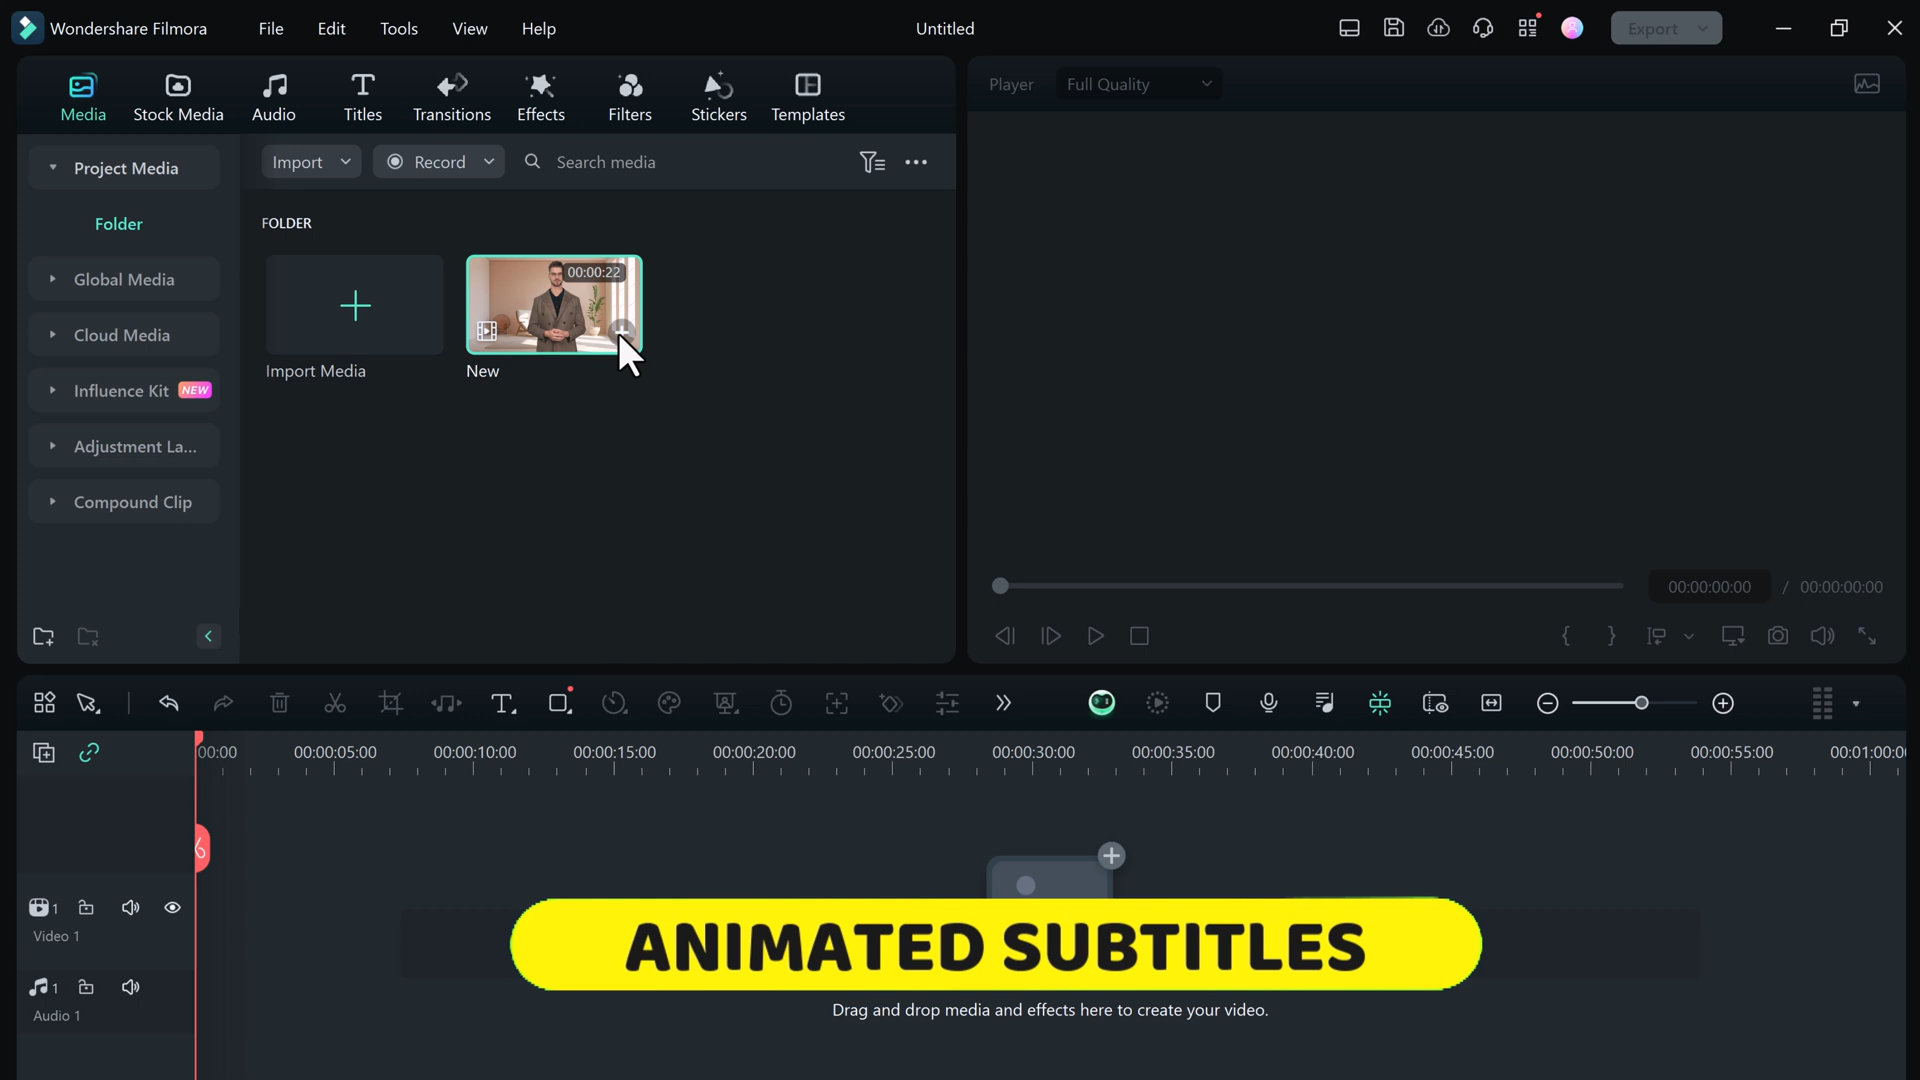 Wondershare Filmora
File
Edit
Tools
View
Help
Untitled
Export
Media
Stock Media
Audio
Titles
Transitions
Effects
Filters
Stickers
Templates
Player
Full Quality
Project Media
Import
Record
Search media
Folder
FOLDER
Global Media
00:00:22
Cloud Media
Import Media
New
Influence Kit
NEW
Adjustment La...
Compound Clip
00:00:00:00
/
00:00:00:00
00:00
00:00:05:00
00:00:10:00
00:00:15:00
00:00:20:00
00:00:25:00
00:00:30:00
00:00:35:00
00:00:40:00
00:00:45:00
00:00:50:00
00:00:55:00
00:01:00:00
1
Video 1
ANIMATED SUBTITLES
1
Audio 1
Drag and drop media and effects here to create your video.